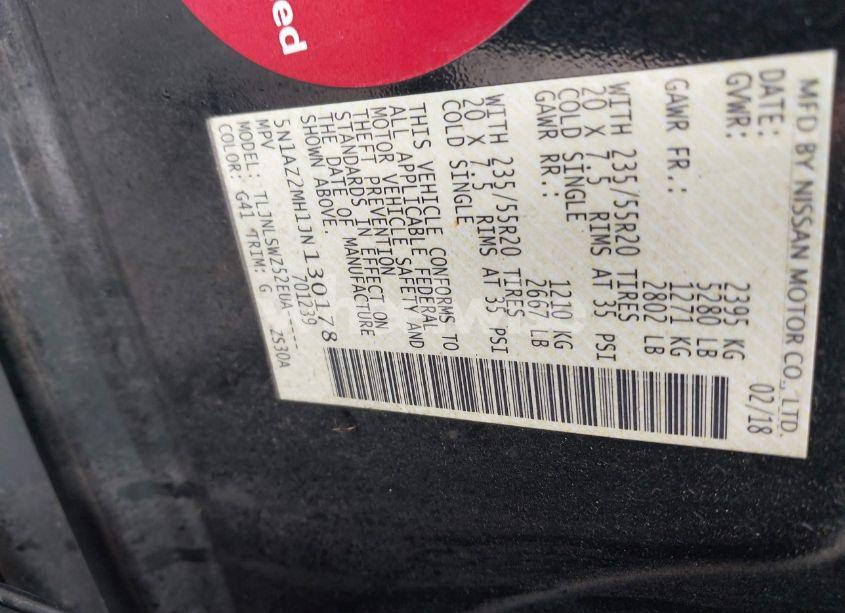 ed
MFD BY NISSAN MOTOR CO., LTD.
DATE: 02/18
GVWR: 2395 KG
5280 LB
GAWR FR.: 1271 KG
2802 LB
WITH 235/55R20 TIRES
20 X 7.5 RIMS AT 35 PSI
COLD SINGLE
GAWR RR.: 1210 KG
2667 LB
WITH 235/55R20 TIRES
20 X 7.5 RIMS AT 35 PSI
COLD SINGLE
THIS VEHICLE CONFORMS TO
ALL APPLICABLE FEDERAL
MOTOR VEHICLE SAFETY AND
THEFT PREVENTION
STANDARDS IN EFFECT ON
THE DATE OF MANUFACTURE
SHOWN ABOVE.
5N1AZ2MH1JN130178
MPV 701239
MODEL: TLJNLSWZ52EUA-----
COLOR: G41 TRIM: G ZS30A